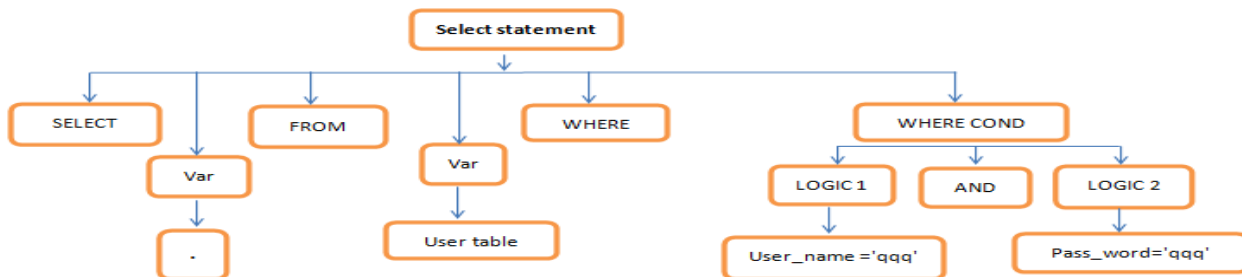 Select statement
SELECT
FROM
WHERE
WHERE COND
Var
Var
LOGIC 1
AND
LOGIC 2
.
User table
User_name ='qqq'
Pass_word='qqq'